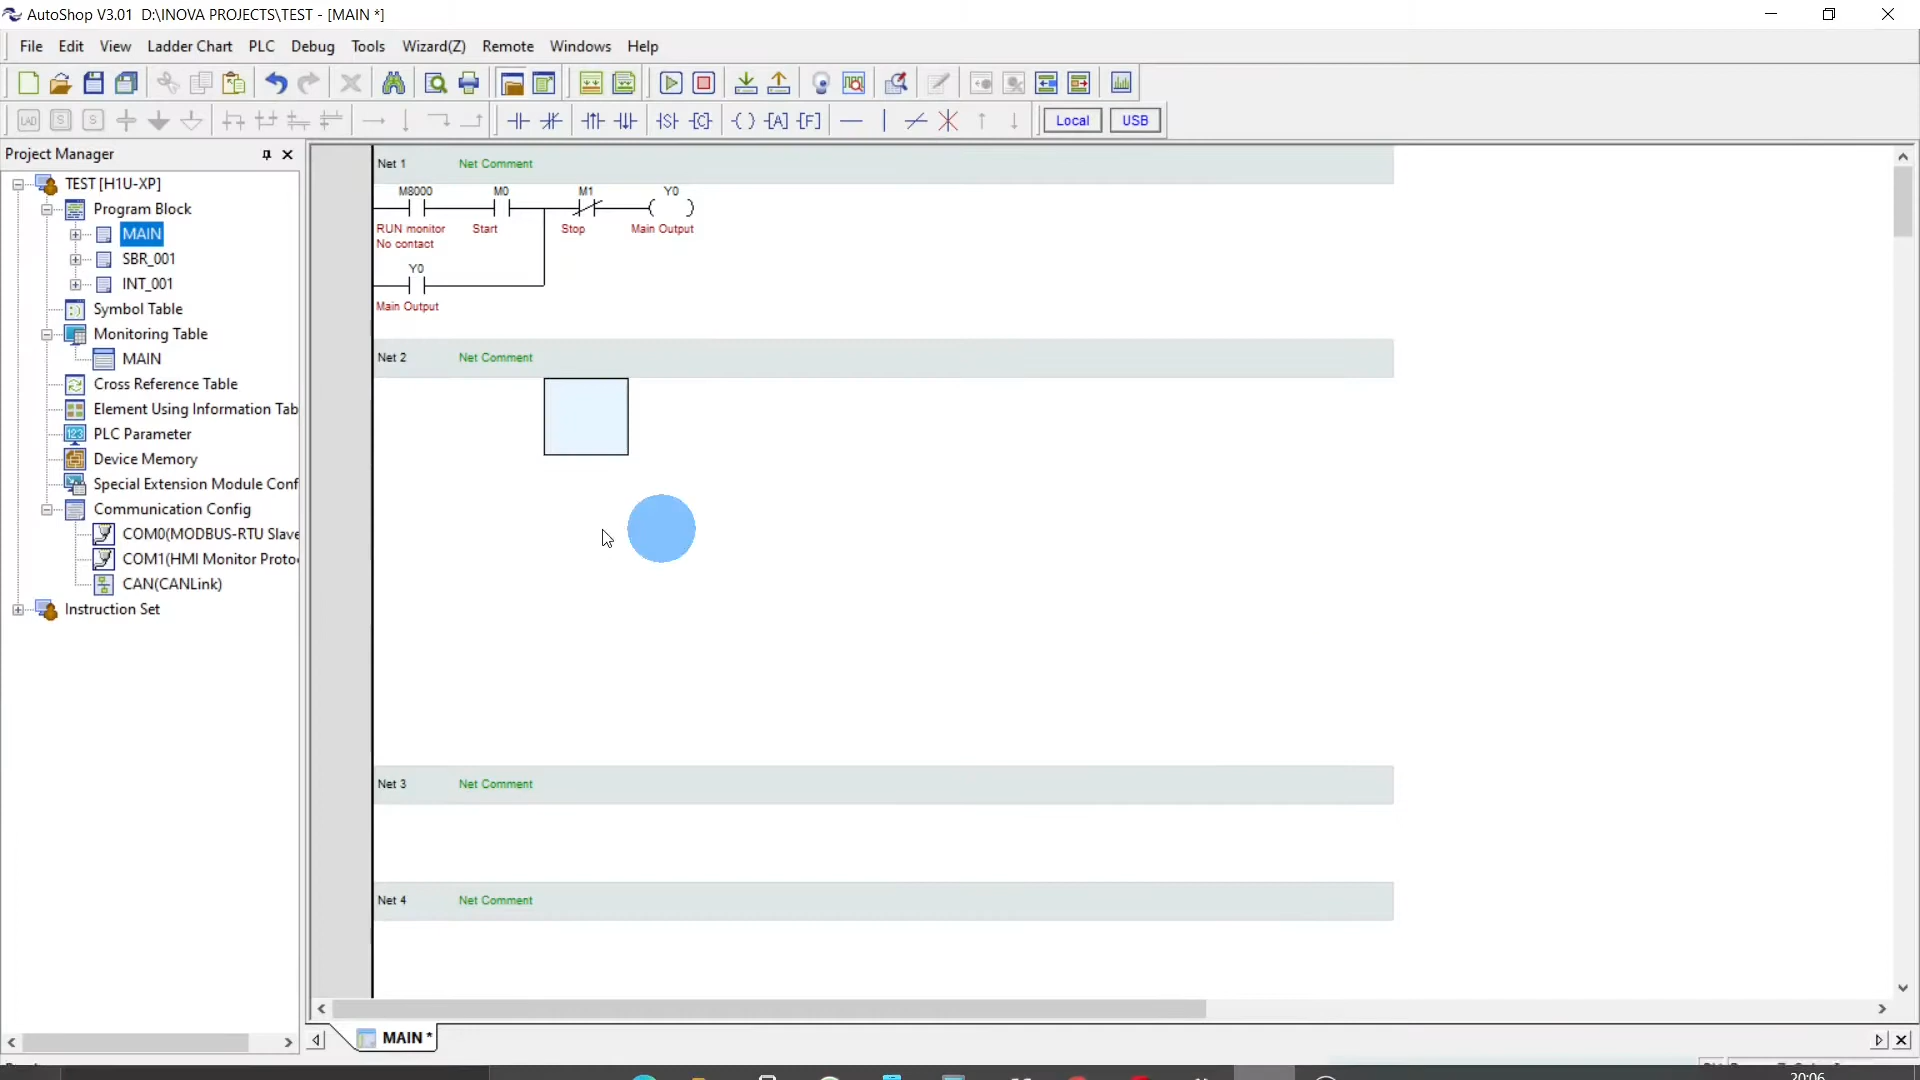 AutoShop V3.01 D:\INOVA PROJECTS\TEST - [MAIN *]
File Edit View Ladder Chart PLC Debug Tools Wizard(Z) Remote Windows Help
LAD S S S C A F Local USB
Project Manager
TEST [H1U-XP]
Program Block
MAIN
SBR_001
INT_001
Symbol Table
Monitoring Table
MAIN
Cross Reference Table
Element Using Information Tab
PLC Parameter
123
Device Memory
Special Extension Module Conf
Communication Config
COM0(MODBUS-RTU Slave
COM1(HMI Monitor Proto
CAN(CANLink)
Instruction Set
Net 1 Net Comment
M8000 M0 M1 Y0
RUN monitor Start Stop Main Output
No contact
Y0
Main Output
Net 2 Net Comment
Net 3 Net Comment
Net 4 Net Comment
MAIN *
20:06